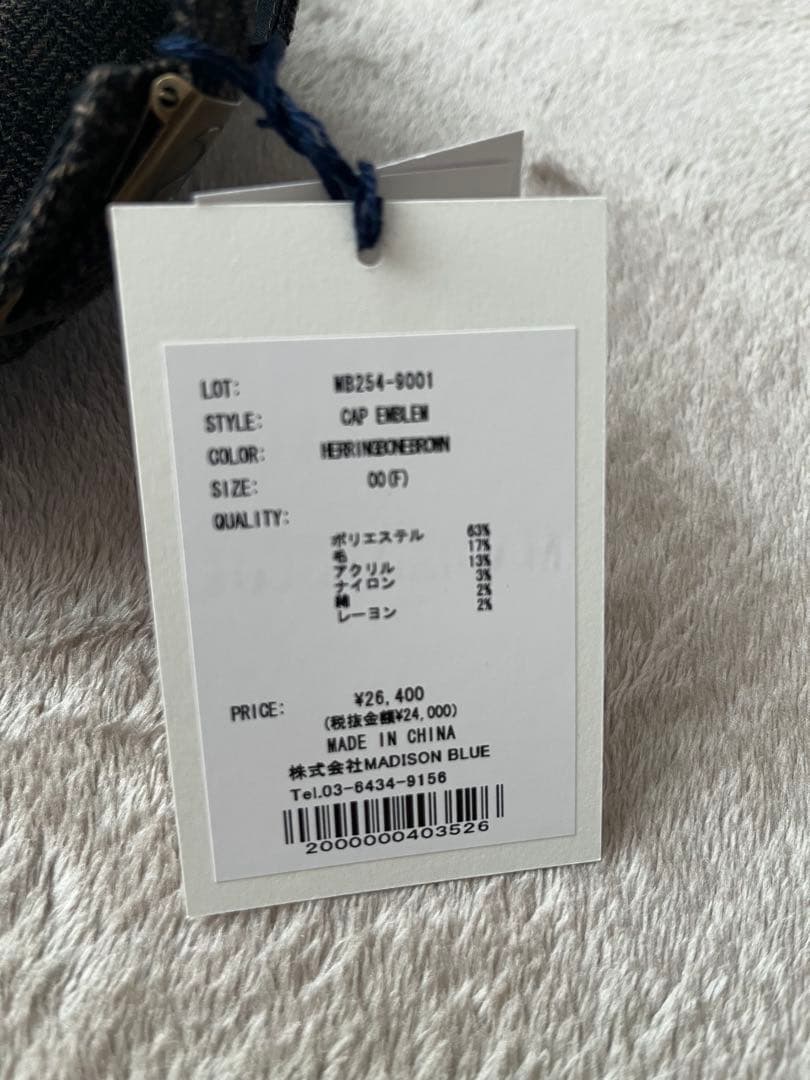 LOT: MB254-9001
STYLE: CAP EMBLEM
COLOR: HERRINGBONEBROWN
SIZE: 00(F)
QUALITY:
ポリエステル 63%
毛 17%
アクリル 13%
ナイロン 3%
綿 2%
レーヨン 2%
PRICE: ¥26,400
(税抜金額¥24,000)
MADE IN CHINA
株式会社MADISON BLUE
Tel.03-6434-9156
2000000403526